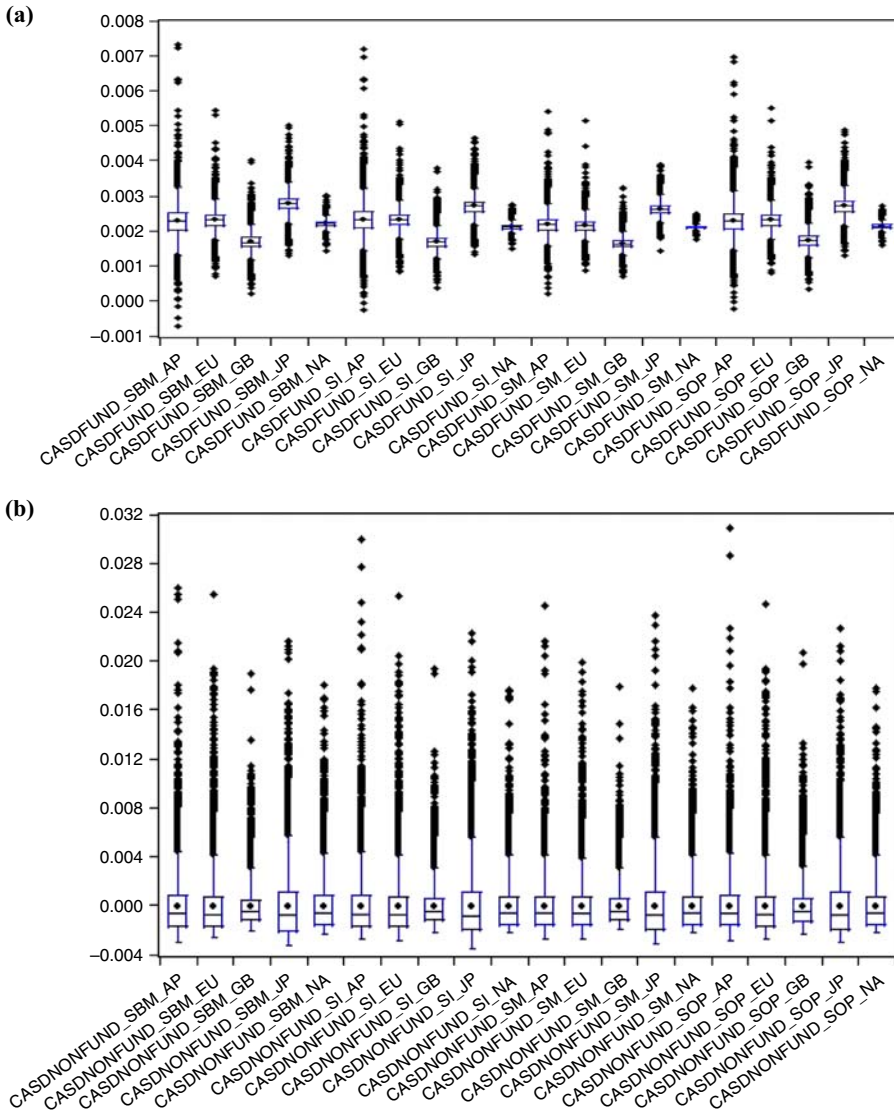 (a)
0.008
0.007
0.006
0.005
0.004
0.003
0.002
0.001
0.000
−0.001
CASDFUND_SBM_AP
CASDFUND_SBM_EU
CASDFUND_SBM_GB
CASDFUND_SBM_JP
CASDFUND_SBM_NA
CASDFUND_SI_AP
CASDFUND_SI_EU
CASDFUND_SI_GB
CASDFUND_SI_JP
CASDFUND_SI_NA
CASDFUND_SM_AP
CASDFUND_SM_EU
CASDFUND_SM_GB
CASDFUND_SM_JP
CASDFUND_SM_NA
CASDFUND_SOP_AP
CASDFUND_SOP_EU
CASDFUND_SOP_GB
CASDFUND_SOP_JP
CASDFUND_SOP_NA
(b)
0.032
0.028
0.024
0.020
0.016
0.012
0.008
0.004
0.000
−0.004
CASDNONFUND_SBM_AP
CASDNONFUND_SBM_EU
CASDNONFUND_SBM_GB
CASDNONFUND_SBM_JP
CASDNONFUND_SBM_NA
CASDNONFUND_SI_AP
CASDNONFUND_SI_EU
CASDNONFUND_SI_GB
CASDNONFUND_SI_JP
CASDNONFUND_SI_NA
CASDNONFUND_SM_AP
CASDNONFUND_SM_EU
CASDNONFUND_SM_GB
CASDNONFUND_SM_JP
CASDNONFUND_SM_NA
CASDNONFUND_SOP_AP
CASDNONFUND_SOP_EU
CASDNONFUND_SOP_GB
CASDNONFUND_SOP_JP
CASDNONFUND_SOP_NA